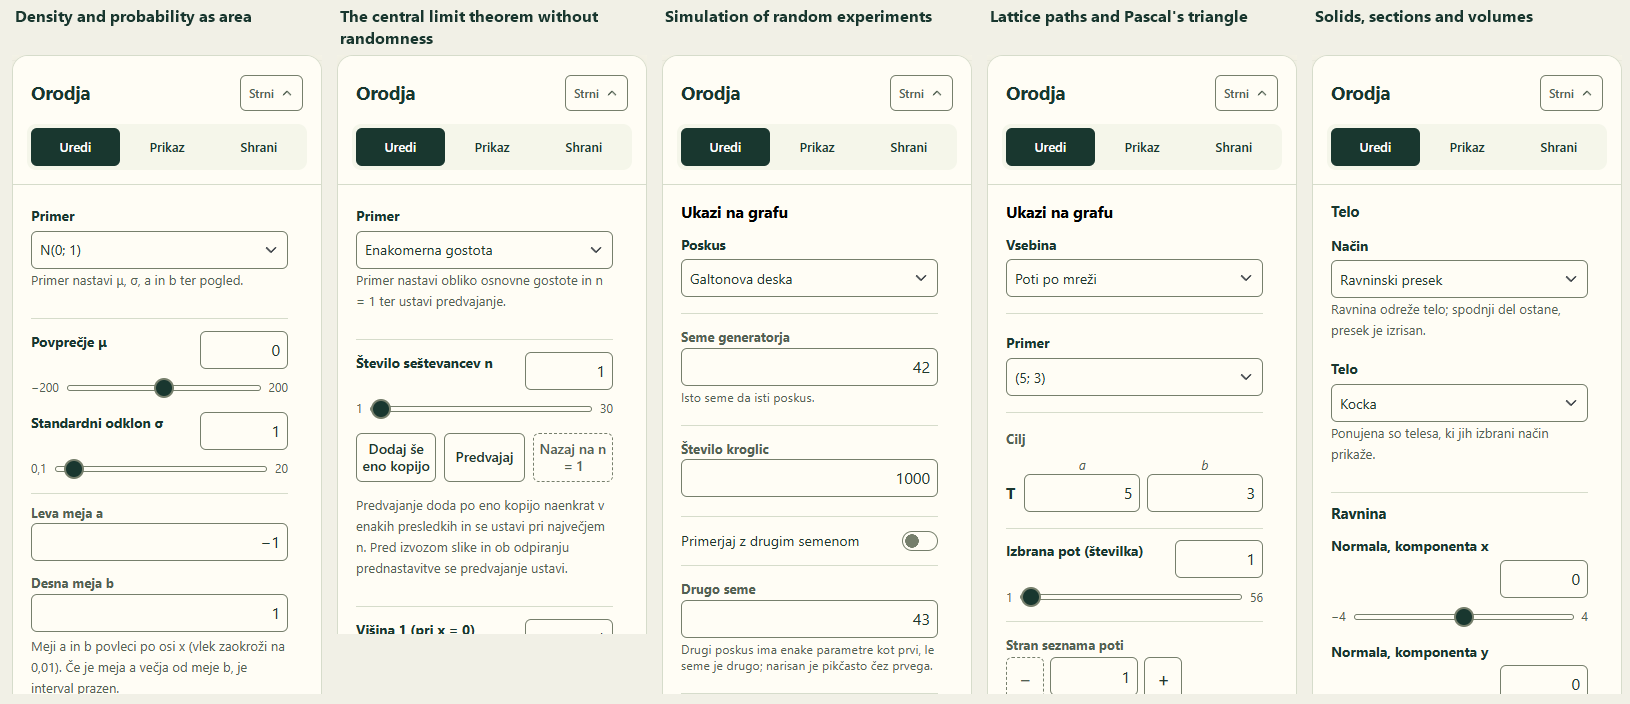 Density and probability as area
Orodja
Strni
Uredi
Prikaz
Shrani
Primer
N(0; 1)
Primer nastavi μ, σ, a in b ter pogled.
Povprečje μ
0
−200
200
Standardni odklon σ
1
0,1
20
Leva meja a
−1
Desna meja b
1
Meji a in b povleci po osi x (vlek zaokroži na
0,01). Če je meja a večja od meje b, je
interval prazen.
The central limit theorem without
randomness
Orodja
Strni
Uredi
Prikaz
Shrani
Primer
Enakomerna gostota
Primer nastavi obliko osnovne gostote in n
= 1 ter ustavi predvajanje.
Število seštevancev n
1
1
30
Dodaj še
eno kopijo
Predvajaj
Nazaj na n
= 1
Predvajanje doda po eno kopijo naenkrat v
enakih presledkih in se ustavi pri največjem
n. Pred izvozom slike in ob odpiranju
prednastavitve se predvajanje ustavi.
Višina 1 (pri x = 0)
Simulation of random experiments
Orodja
Strni
Uredi
Prikaz
Shrani
Ukazi na grafu
Poskus
Galtonova deska
Seme generatorja
42
Isto seme da isti poskus.
Število kroglic
1000
Primerjaj z drugim semenom
Drugo seme
43
Drugi poskus ima enake parametre kot prvi, le
seme je drugo; narisan je pikčasto čez prvega.
Lattice paths and Pascal's triangle
Orodja
Strni
Uredi
Prikaz
Shrani
Ukazi na grafu
Vsebina
Poti po mreži
Primer
(5; 3)
Cilj
a
b
T
5
3
Izbrana pot (številka)
1
1
56
Stran seznama poti
−
1
+
Solids, sections and volumes
Orodja
Strni
Uredi
Prikaz
Shrani
Telo
Način
Ravninski presek
Ravnina odreže telo; spodnji del ostane,
presek je izrisan.
Telo
Kocka
Ponujena so telesa, ki jih izbrani način
prikaže.
Ravnina
Normala, komponenta x
0
−4
4
Normala, komponenta y
0